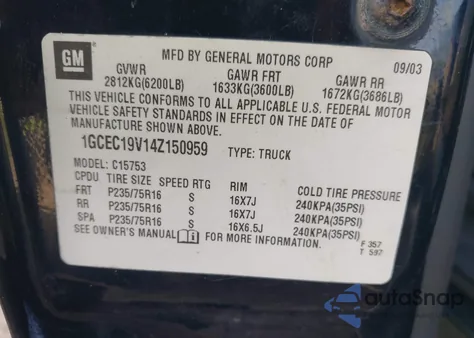 GM
MFD BY GENERAL MOTORS CORP 09/03
GVWR GAWR FRT GAWR RR
2812KG(6200LB) 1633KG(3600LB) 1672KG(3686LB)
THIS VEHICLE CONFORMS TO ALL APPLICABLE U.S. FEDERAL MOTOR
VEHICLE SAFETY STANDARDS IN EFFECT ON THE DATE OF
MANUFACTURE SHOWN ABOVE.
1GCEC19V14Z150959 TYPE: TRUCK
MODEL: C15753
CPDU TIRE SIZE SPEED RTG RIM COLD TIRE PRESSURE
FRT P235/75R16 S 16X7J 240KPA(35PSI)
RR P235/75R16 S 16X7J 240KPA(35PSI)
SPA P235/75R16 S 16X6.5J 240KPA(35PSI)
SEE OWNER'S MANUAL FOR MORE INFORMATION.
F 357
T 597
autoSnap